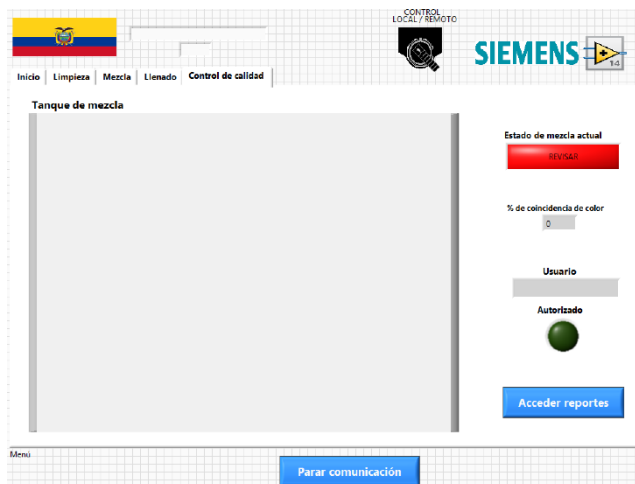 CONTROL
LOCAL / REMOTO
SIEMENS
14
Inicio Limpieza Mezcla Llenado Control de calidad
Tanque de mezcla
Estado de mezcla actual
REVISAR
% de coincidencia de color
0
Usuario
Autorizado
Acceder reportes
Menú
Parar comunicación